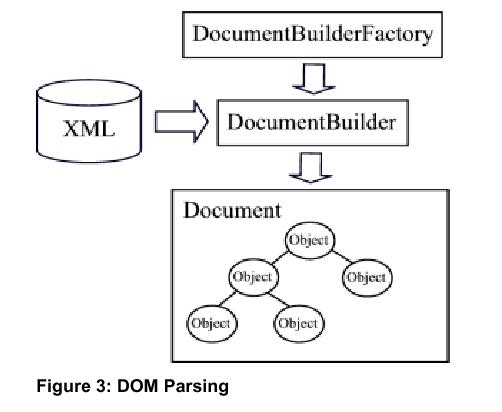 DocumentBuilderFactory
XML
DocumentBuilder
Document
Object
Object
Object
Object
Object
Figure 3: DOM Parsing